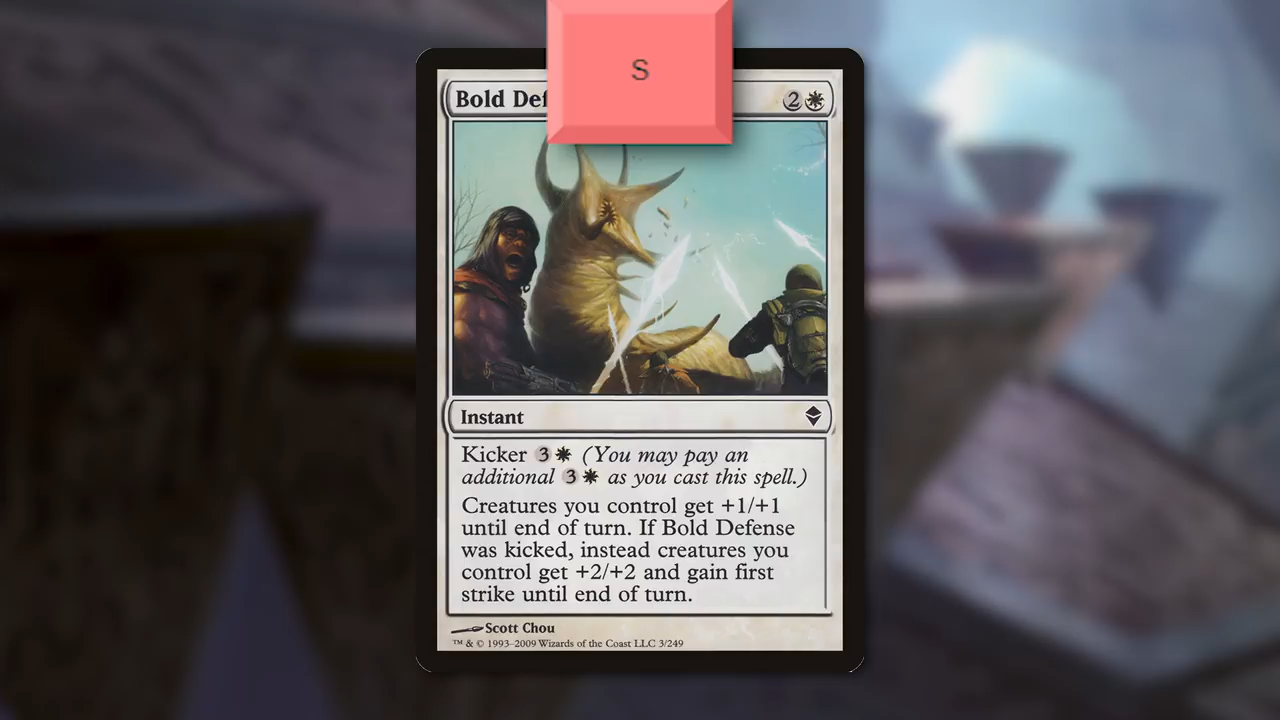 S
Bold Def
2
Instant
Kicker 3 (You may pay an
additional 3 as you cast this spell.)
Creatures you control get +1/+1
until end of turn. If Bold Defense
was kicked, instead creatures you
control get +2/+2 and gain first
strike until end of turn.
Scott Chou
™ & © 1993–2009 Wizards of the Coast LLC 3/249